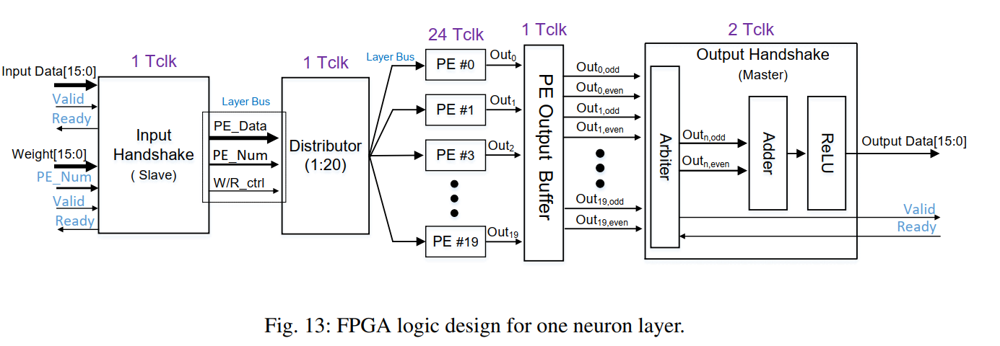 1 Tclk
Input Data[15:0]
Valid
Ready
Weight[15:0]
PE_Num
Valid
Ready
Input
Handshake
( Slave)
Layer Bus
PE_Data
PE_Num
W/R_ctrl
1 Tclk
Distributor
(1:20)
Layer Bus
24 Tclk
PE #0
PE #1
PE #3
PE #19
Out0
Out1
Out2
Out19
1 Tclk
PE Output Buffer
Out0,odd
Out0,even
Out1,odd
Out1,even
Out19,odd
Out19,even
2 Tclk
Output Handshake
(Master)
Arbiter
Outn,odd
Outn,even
Adder
ReLU
Output Data[15:0]
Valid
Ready
Fig. 13: FPGA logic design for one neuron layer.